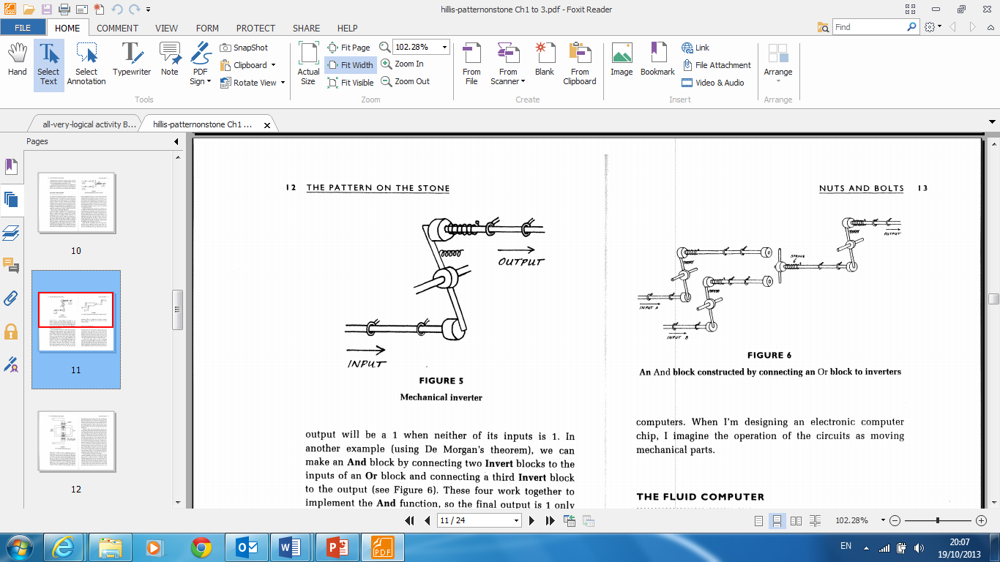 hillis-patternonstone Ch1 to 3.pdf - Foxit Reader
FILE
HOME
COMMENT
VIEW
FORM
PROTECT
SHARE
HELP
Find
Hand
Select Text
Select Annotation
Typewriter
Note
PDF Sign
SnapShot
Clipboard
Rotate View
Tools
Actual Size
Fit Page
Fit Width
Fit Visible
102.28%
Zoom In
Zoom Out
Zoom
From File
From Scanner
Blank
From Clipboard
Create
Image
Bookmark
Link
File Attachment
Video & Audio
Insert
Arrange
Arrange
all-very-logical activity B...
hillis-patternonstone Ch1 ...
Pages
10
11
12
12 THE PATTERN ON THE STONE
OUTPUT
INPUT
FIGURE 5
Mechanical inverter
output will be a 1 when neither of its inputs is 1. In
another example (using De Morgan's theorem), we can
make an And block by connecting two Invert blocks to the
inputs of an Or block and connecting a third Invert block
to the output (see Figure 6). These four work together to
implement the And function, so the final output is 1 only
NUTS AND BOLTS 13
OUTPUT
SPRING
INPUT A
INPUT B
FIGURE 6
An And block constructed by connecting an Or block to inverters
computers. When I'm designing an electronic computer
chip, I imagine the operation of the circuits as moving
mechanical parts.
THE FLUID COMPUTER
11 / 24
102.28%
EN
20:07
19/10/2013